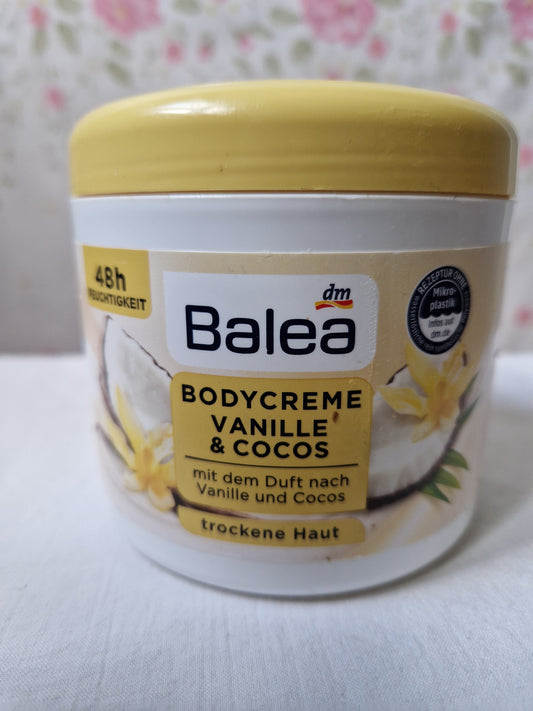 48h
FEUCHTIGKEIT
dm
Balea
REZEPTUR OHNE
Mikro-
plastik
Infos auf
dm.de
BODYCREME
VANILLE
& COCOS
mit dem Duft nach
Vanille und Cocos
trockene Haut